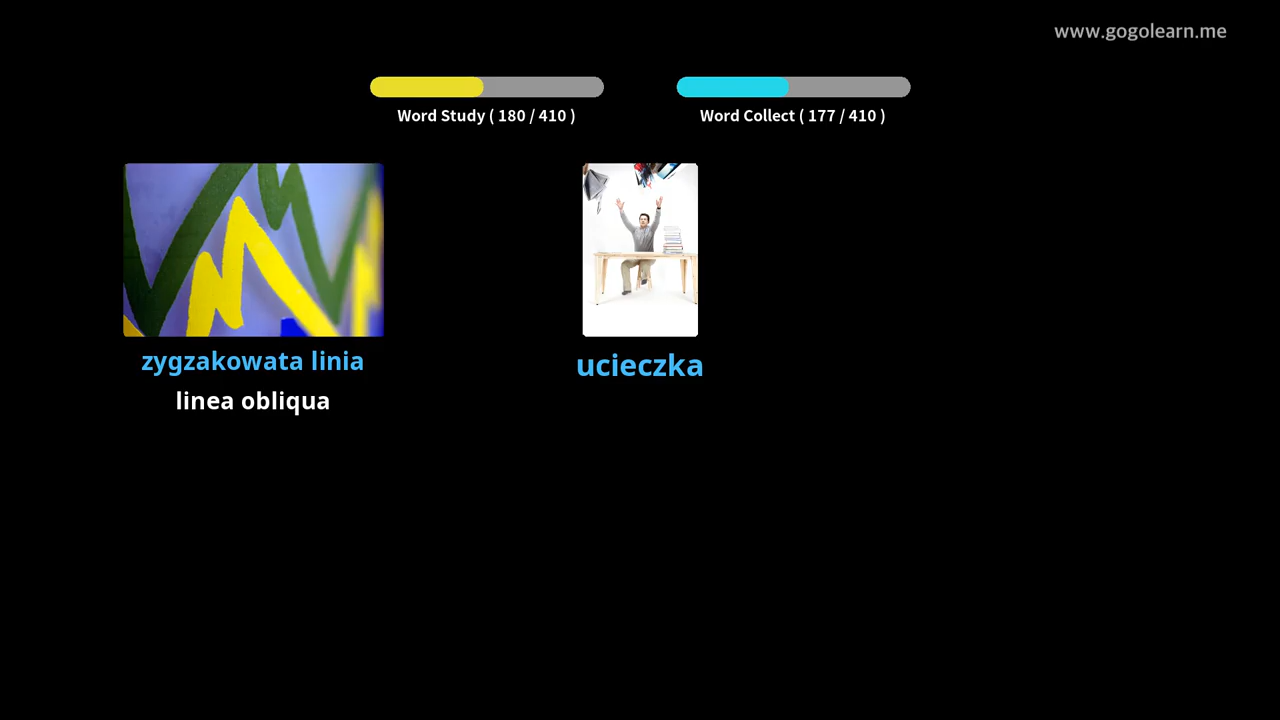 www.gogolearn.me
Word Study ( 180 / 410 )
Word Collect ( 177 / 410 )
zygzakowata linia
linea obliqua
ucieczka